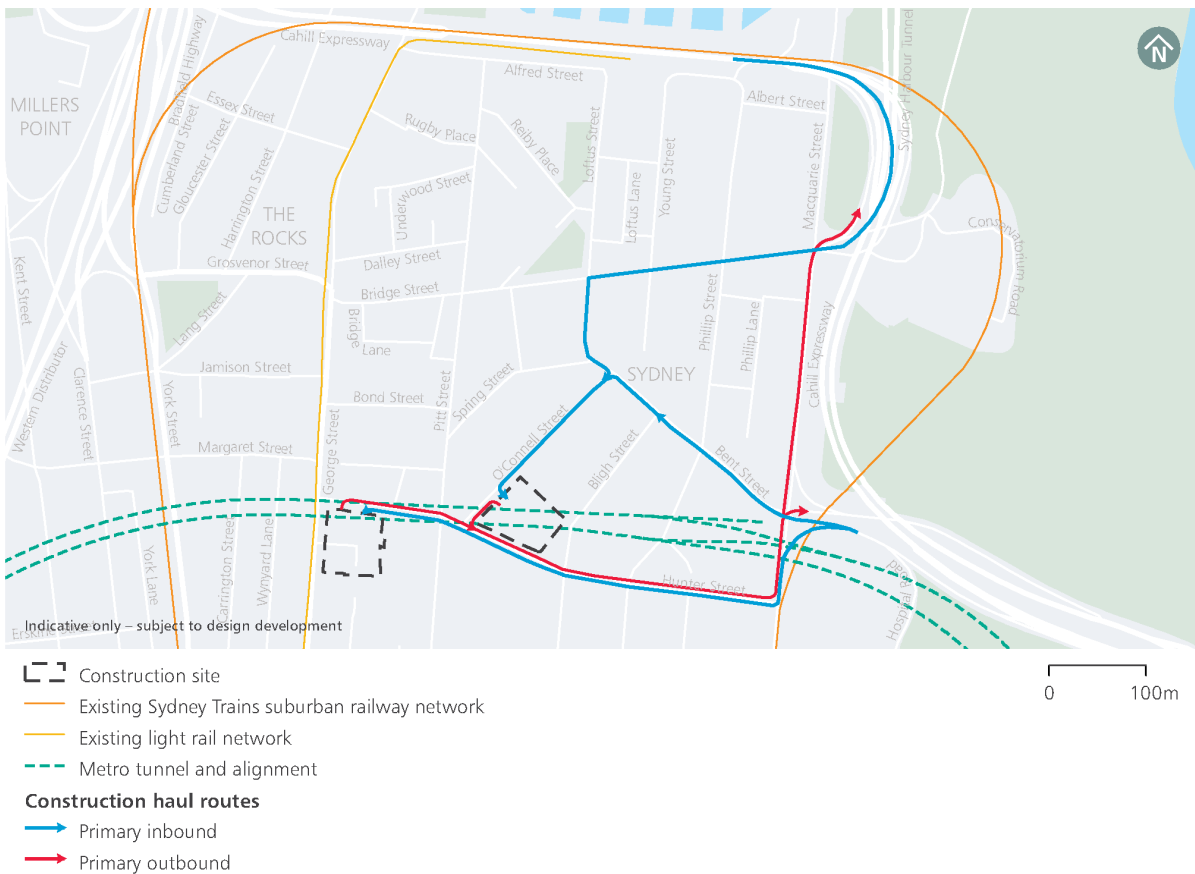 Bradfield Highway
Cahill Expressway
Sydney Harbour Tunnel
N
Alfred Street
MILLERS
POINT
Essex Street
Albert Street
Cumberland Street
Gloucester Street
Rugby Place
Reiby Place
Loftus Street
Macquarie Street
Harrington Street
Underwood Street
Loftus Lane
Young Street
THE
ROCKS
Conservatorium Road
Kent Street
Grosvenor Street
Dalley Street
Bridge Street
Lang Street
Bridge
Lane
Phillip Street
Phillip Lane
Cahill Expressway
Western Distributor
Clarence Street
York Street
Jamison Street
Bond Street
Pitt Street
Spring Street
SYDNEY
Margaret Street
George Street
O'Connell Street
Bligh Street
Bent Street
York Lane
Carrington Street
Wynyard Lane
Hunter Street
Hospital Road
Erskine Street
Indicative only – subject to design development
Construction site
0 100m
Existing Sydney Trains suburban railway network
Existing light rail network
Metro tunnel and alignment
Construction haul routes
Primary inbound
Primary outbound